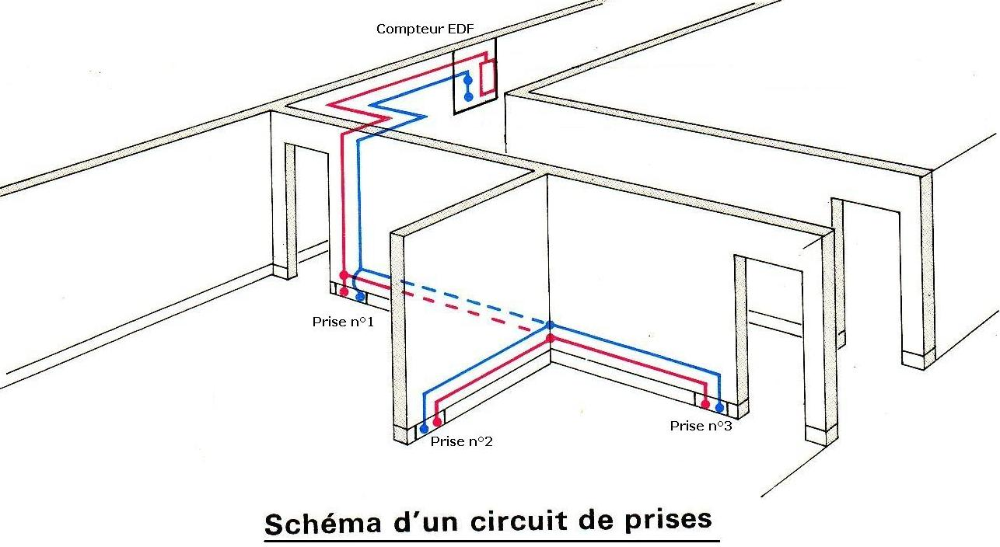 Compteur EDF
Prise n°1
Prise n°3
Prise n°2
Schéma d'un circuit de prises